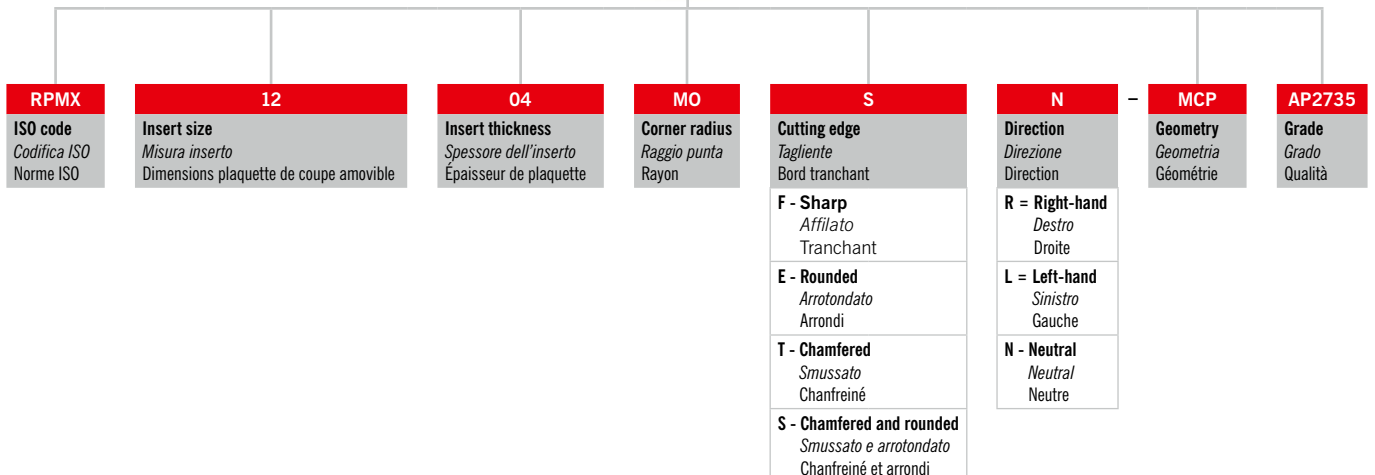 RPMX
12
04
MO
S
N
–
MCP
AP2735
ISO code
Codifica ISO
Norme ISO
Insert size
Misura inserto
Dimensions plaquette de coupe amovible
Insert thickness
Spessore dell'inserto
Épaisseur de plaquette
Corner radius
Raggio punta
Rayon
Cutting edge
Tagliente
Bord tranchant
Direction
Direzione
Direction
Geometry
Geometria
Géométrie
Grade
Grado
Qualità
F - Sharp
Affilato
Tranchant
E - Rounded
Arrotondato
Arrondi
T - Chamfered
Smussato
Chanfreiné
S - Chamfered and rounded
Smussato e arrotondato
Chanfreiné et arrondi
R = Right-hand
Destro
Droite
L = Left-hand
Sinistro
Gauche
N - Neutral
Neutral
Neutre